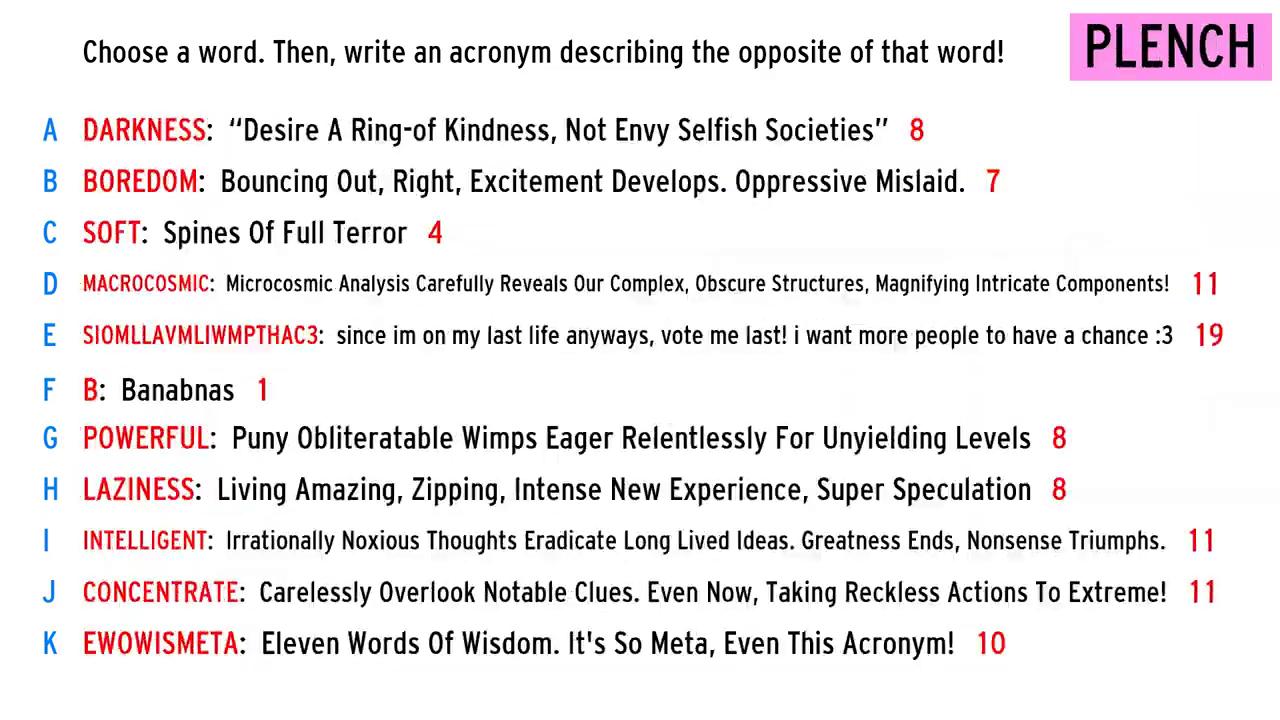 Choose a word. Then, write an acronym describing the opposite of that word!
PLENCH
A DARKNESS: “Desire A Ring-of Kindness, Not Envy Selfish Societies” 8
B BOREDOM: Bouncing Out, Right, Excitement Develops. Oppressive Mislaid. 7
C SOFT: Spines Of Full Terror 4
D MACROCOSMIC: Microcosmic Analysis Carefully Reveals Our Complex, Obscure Structures, Magnifying Intricate Components! 11
E SIOMLLAVMLIWMPTHAC3: since im on my last life anyways, vote me last! i want more people to have a chance :3 19
F B: Banabnas 1
G POWERFUL: Puny Obliteratable Wimps Eager Relentlessly For Unyielding Levels 8
H LAZINESS: Living Amazing, Zipping, Intense New Experience, Super Speculation 8
I INTELLIGENT: Irrationally Noxious Thoughts Eradicate Long Lived Ideas. Greatness Ends, Nonsense Triumphs. 11
J CONCENTRATE: Carelessly Overlook Notable Clues. Even Now, Taking Reckless Actions To Extreme! 11
K EWOWISMETA: Eleven Words Of Wisdom. It's So Meta, Even This Acronym! 10